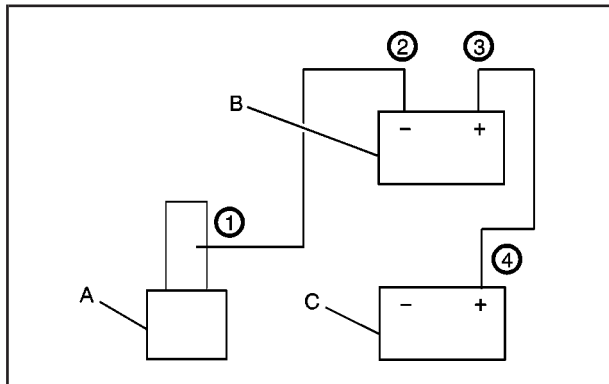 ② ③
B
− +
①
④
A
C
− +